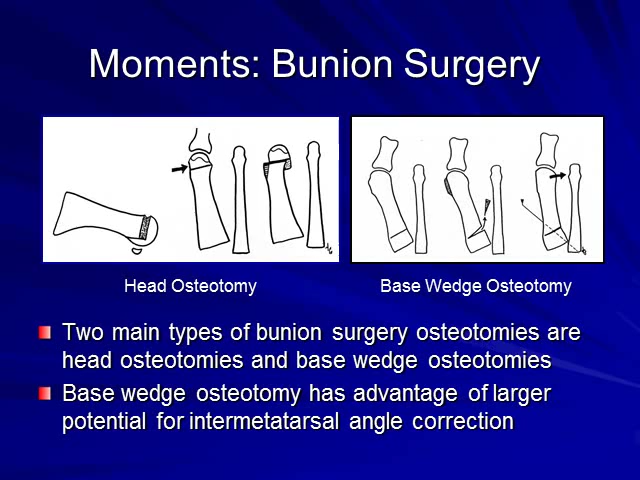 Moments: Bunion Surgery
Head Osteotomy
Base Wedge Osteotomy
Two main types of bunion surgery osteotomies are
head osteotomies and base wedge osteotomies
Base wedge osteotomy has advantage of larger
potential for intermetatarsal angle correction